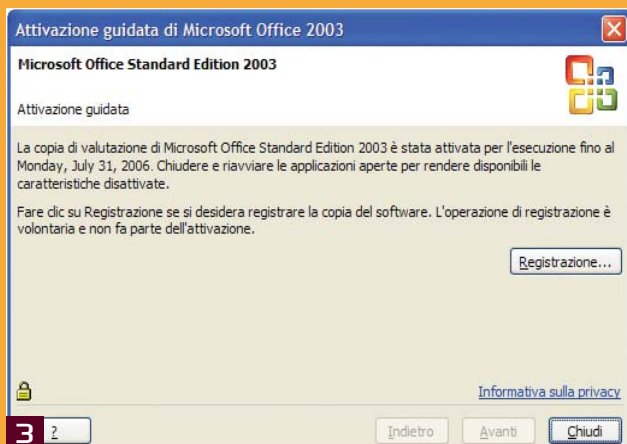 Attivazione guidata di Microsoft Office 2003
Microsoft Office Standard Edition 2003
Attivazione guidata
La copia di valutazione di Microsoft Office Standard Edition 2003 è stata attivata per l'esecuzione fino al
Monday, July 31, 2006. Chiudere e riavviare le applicazioni aperte per rendere disponibili le
caratteristiche disattivate.
Fare clic su Registrazione se si desidera registrare la copia del software. L'operazione di registrazione è
volontaria e non fa parte dell'attivazione.
Registrazione...
Informativa sulla privacy
3 ? Indietro Avanti Chiudi